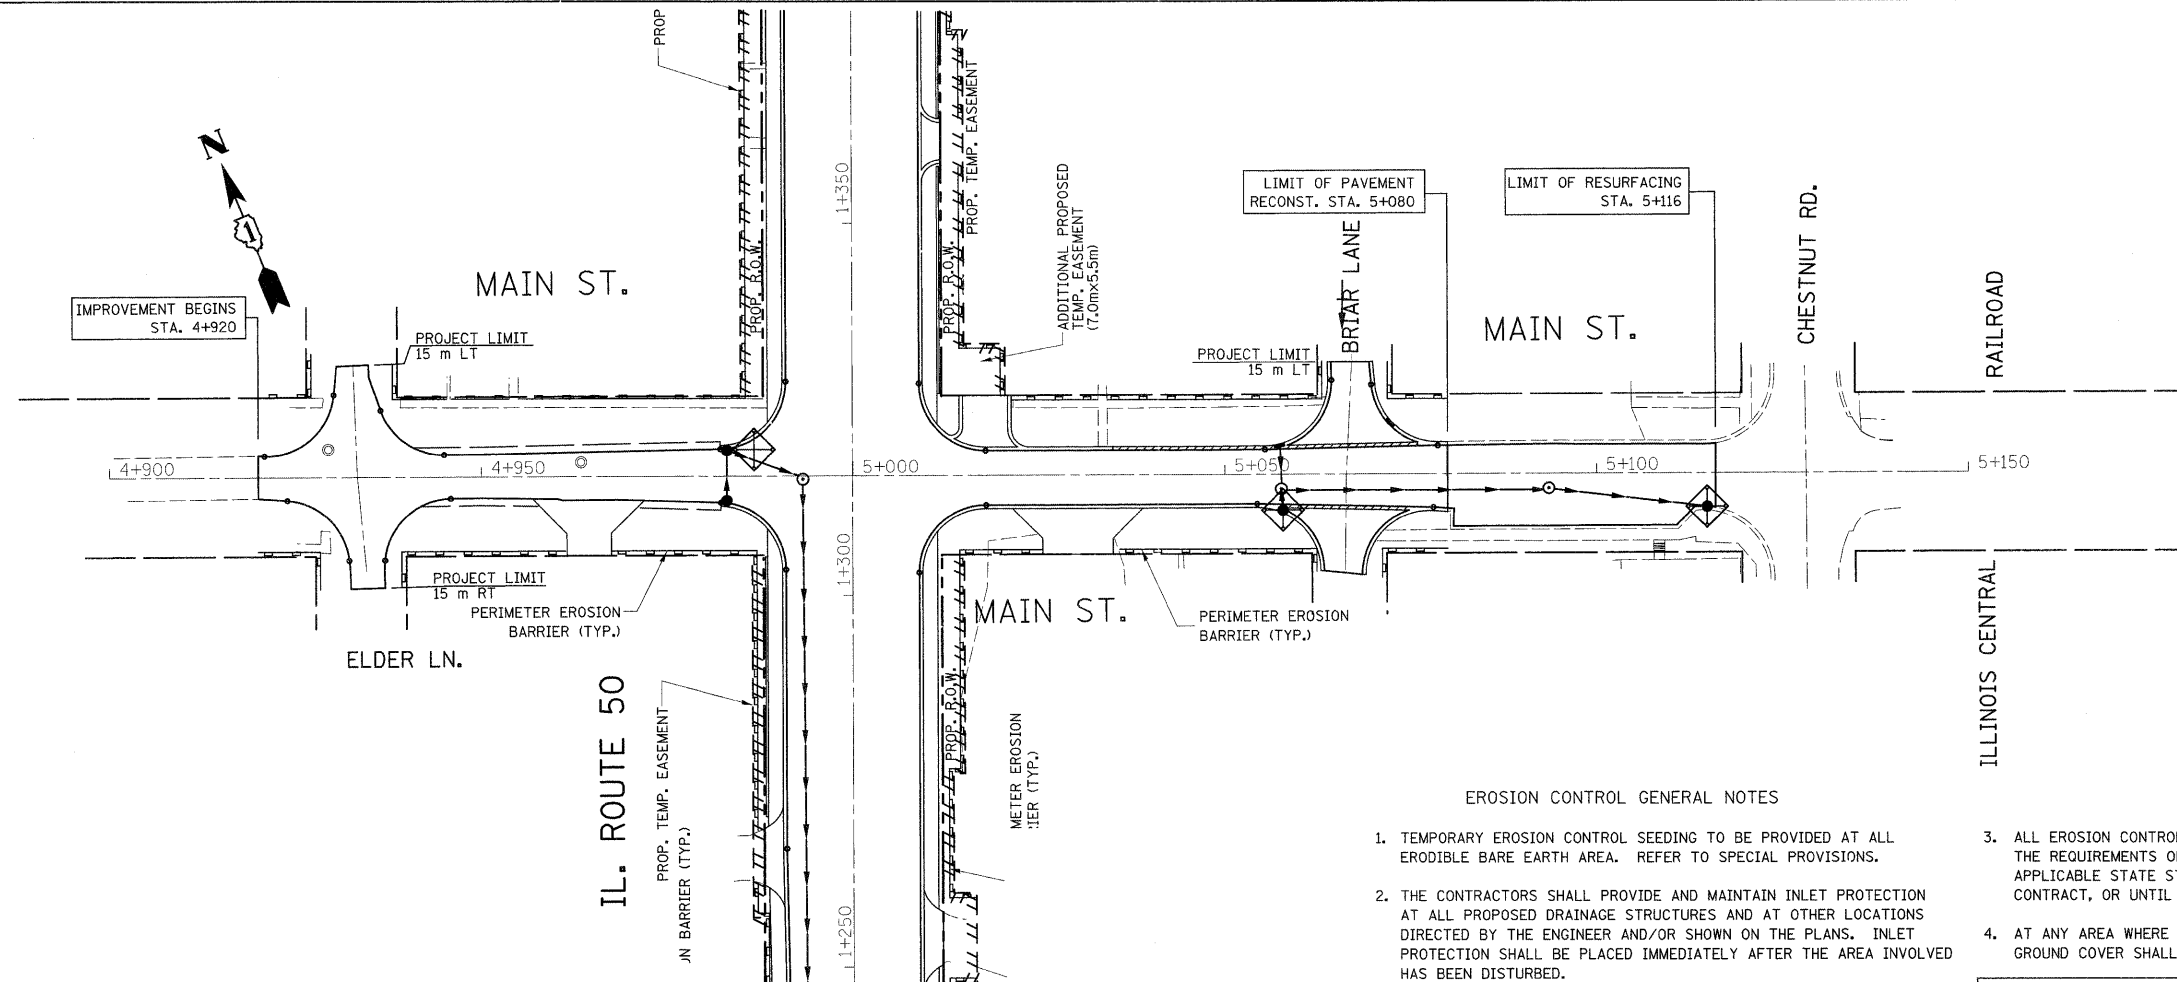 PROP
N
1
MAIN ST.
IMPROVEMENT BEGINS
STA. 4+920
PROJECT LIMIT
15 m LT
PROP. R.O.W.
1+350
PROP. TEMP. EASEMENT
PROP. R.O.W.
ADDITIONAL PROPOSED
TEMP. EASEMENT
(7.0mx5.5m)
LIMIT OF PAVEMENT
RECONST. STA. 5+080
LIMIT OF RESURFACING
STA. 5+116
BRIAR LANE
PROJECT LIMIT
15 m LT
MAIN ST.
CHESTNUT RD.
RAILROAD
4+900
4+950
5+000
5+050
5+100
5+150
PROJECT LIMIT
15 m RT
PERIMETER EROSION
BARRIER (TYP.)
ELDER LN.
1+300
MAIN ST.
PERIMETER EROSION
BARRIER (TYP.)
ILLINOIS CENTRAL
IL. ROUTE 50
PROP. TEMP. EASEMENT
BARRIER (TYP.)
1+250
PROP. R.O.W.
METER EROSION
IER (TYP.)
EROSION CONTROL GENERAL NOTES
1. TEMPORARY EROSION CONTROL SEEDING TO BE PROVIDED AT ALL
ERODIBLE BARE EARTH AREA. REFER TO SPECIAL PROVISIONS.
2. THE CONTRACTORS SHALL PROVIDE AND MAINTAIN INLET PROTECTION
AT ALL PROPOSED DRAINAGE STRUCTURES AND AT OTHER LOCATIONS
DIRECTED BY THE ENGINEER AND/OR SHOWN ON THE PLANS. INLET
PROTECTION SHALL BE PLACED IMMEDIATELY AFTER THE AREA INVOLVED
HAS BEEN DISTURBED.
3. ALL EROSION CONTROL
THE REQUIREMENTS O
APPLICABLE STATE ST
CONTRACT, OR UNTIL
4. AT ANY AREA WHERE
GROUND COVER SHALL